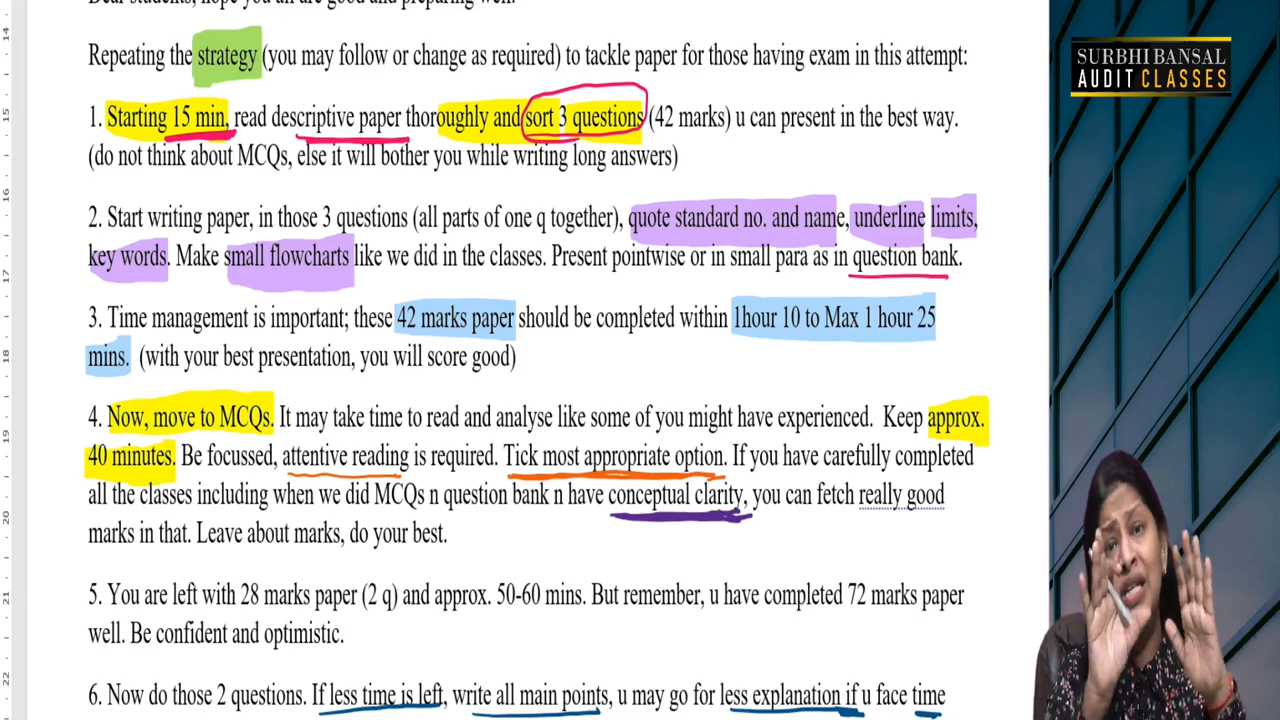 Dear students, hope you all are good and preparing well.
Repeating the strategy (you may follow or change as required) to tackle paper for those having exam in this attempt:
1. Starting 15 min, read descriptive paper thoroughly and sort 3 questions (42 marks) u can present in the best way.
(do not think about MCQs, else it will bother you while writing long answers)
2. Start writing paper, in those 3 questions (all parts of one q together), quote standard no. and name, underline limits,
key words. Make small flowcharts like we did in the classes. Present pointwise or in small para as in question bank.
3. Time management is important; these 42 marks paper should be completed within 1hour 10 to Max 1 hour 25
mins. (with your best presentation, you will score good)
4. Now, move to MCQs. It may take time to read and analyse like some of you might have experienced. Keep approx.
40 minutes. Be focussed, attentive reading is required. Tick most appropriate option. If you have carefully completed
all the classes including when we did MCQs n question bank n have conceptual clarity, you can fetch really good
marks in that. Leave about marks, do your best.
5. You are left with 28 marks paper (2 q) and approx. 50-60 mins. But remember, u have completed 72 marks paper
well. Be confident and optimistic.
6. Now do those 2 questions. If less time is left, write all main points, u may go for less explanation if u face time
SURBHI BANSAL
AUDIT CLASSES
14
15
16
17
18
19
20
21
22